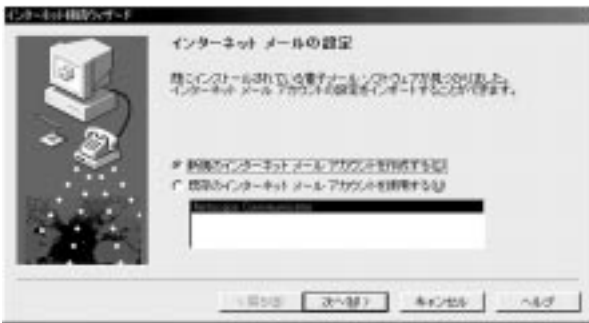 インターネット接続ウィザード
インターネット メールの設定
既にインストールされている電子メール ソフトウェアが見つかりました。
インターネット メール アカウントの設定をインポートすることができます。
新規のインターネット メール アカウントを作成する(C)
既存のインターネット メール アカウントを使用する(U)
Netscape Communicator
< 戻る(B)
次へ(N) >
キャンセル
ヘルプ